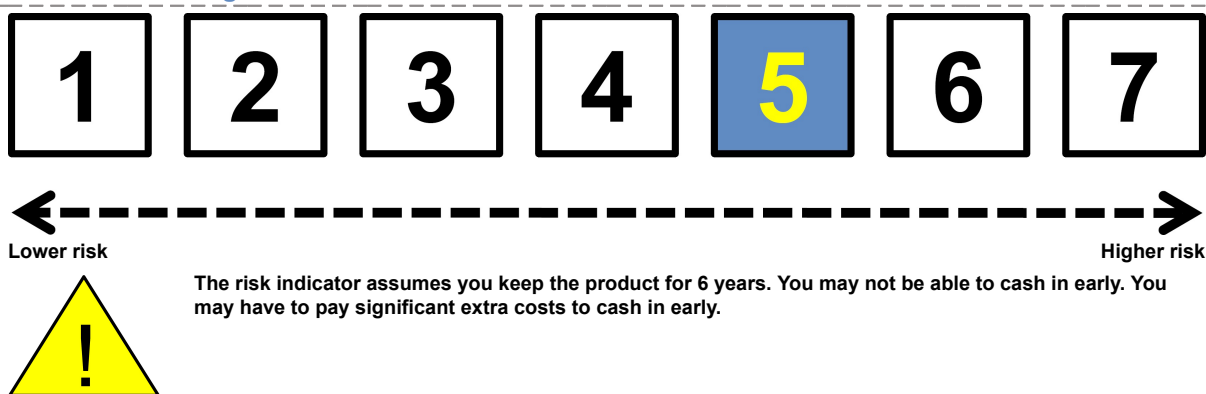 1 2 3 4 5 6 7
Lower risk Higher risk
The risk indicator assumes you keep the product for 6 years. You may not be able to cash in early. You
may have to pay significant extra costs to cash in early.
!